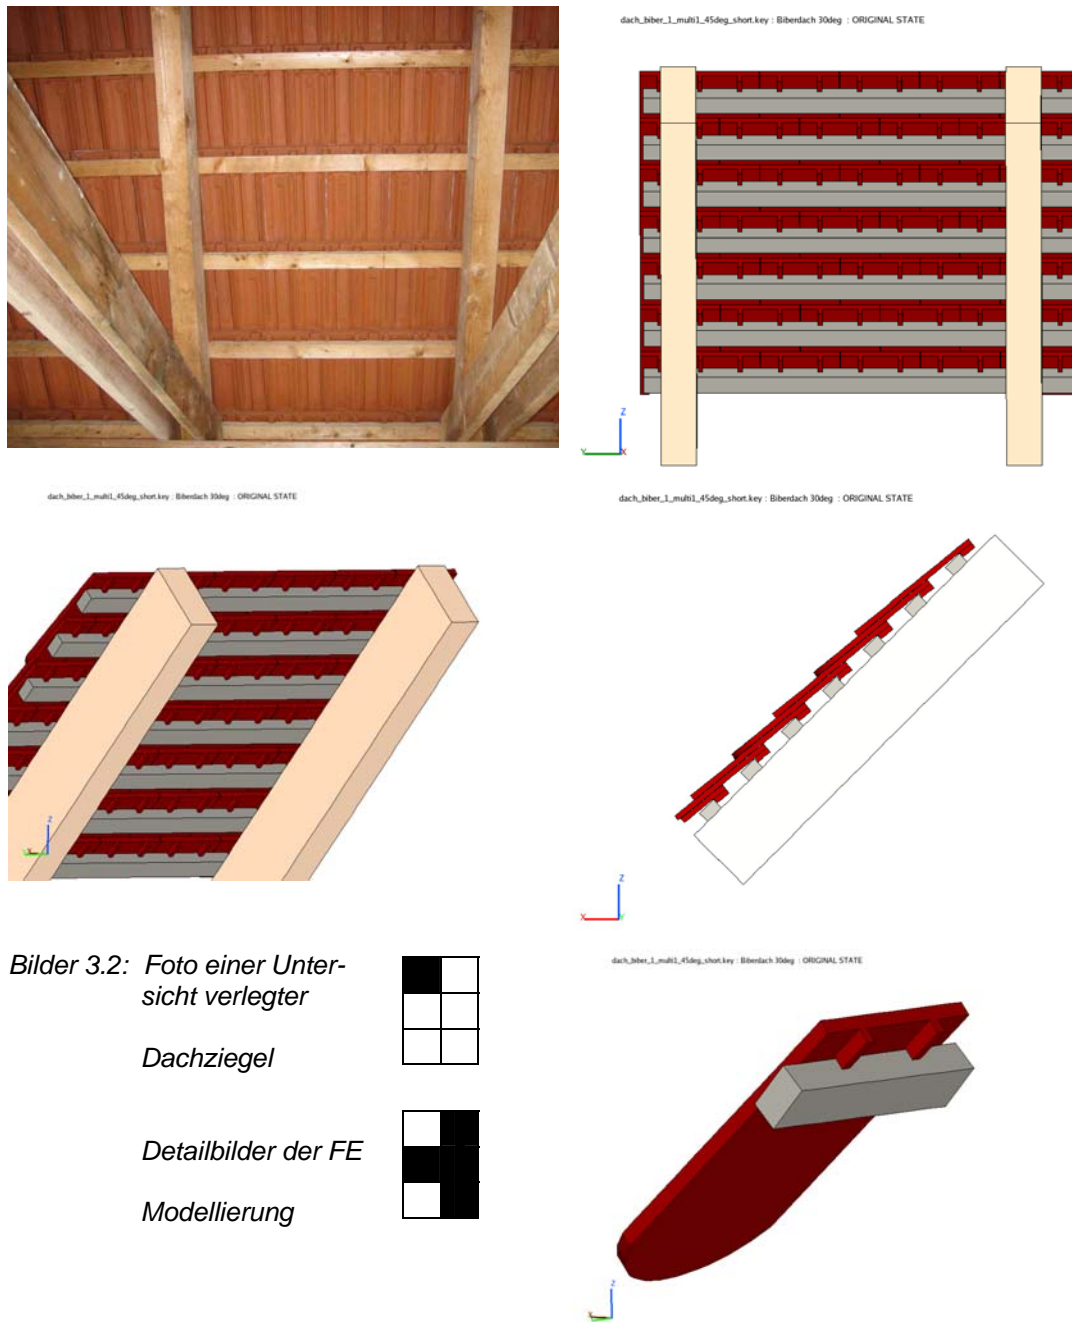 dach_biber_1_multi1_45deg_short.key : Biberdach 30deg : ORIGINAL STATE
Z
Y
X
dach_biber_1_multi1_45deg_short.key : Biberdach 30deg : ORIGINAL STATE
dach_biber_1_multi1_45deg_short.key : Biberdach 30deg : ORIGINAL STATE
Z
Z
X
Y
Bilder 3.2: Foto einer Unter-
sicht verlegter
Dachziegel
Detailbilder der FE
Modellierung
dach_biber_1_multi1_45deg_short.key : Biberdach 30deg : ORIGINAL STATE
Z
X